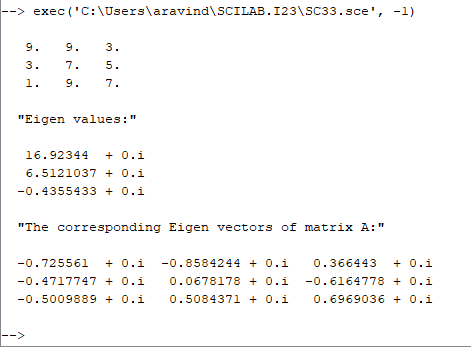 --> exec('C:\Users\aravind\SCILAB.I23\SC33.sce', -1)
9. 9. 3.
3. 7. 5.
1. 9. 7.
"Eigen values:"
16.92344 + 0.i
6.5121037 + 0.i
-0.4355433 + 0.i
"The corresponding Eigen vectors of matrix A:"
-0.725561 + 0.i -0.8584244 + 0.i 0.366443 + 0.i
-0.4717747 + 0.i 0.0678178 + 0.i -0.6164778 + 0.i
-0.5009889 + 0.i 0.5084371 + 0.i 0.6969036 + 0.i
-->